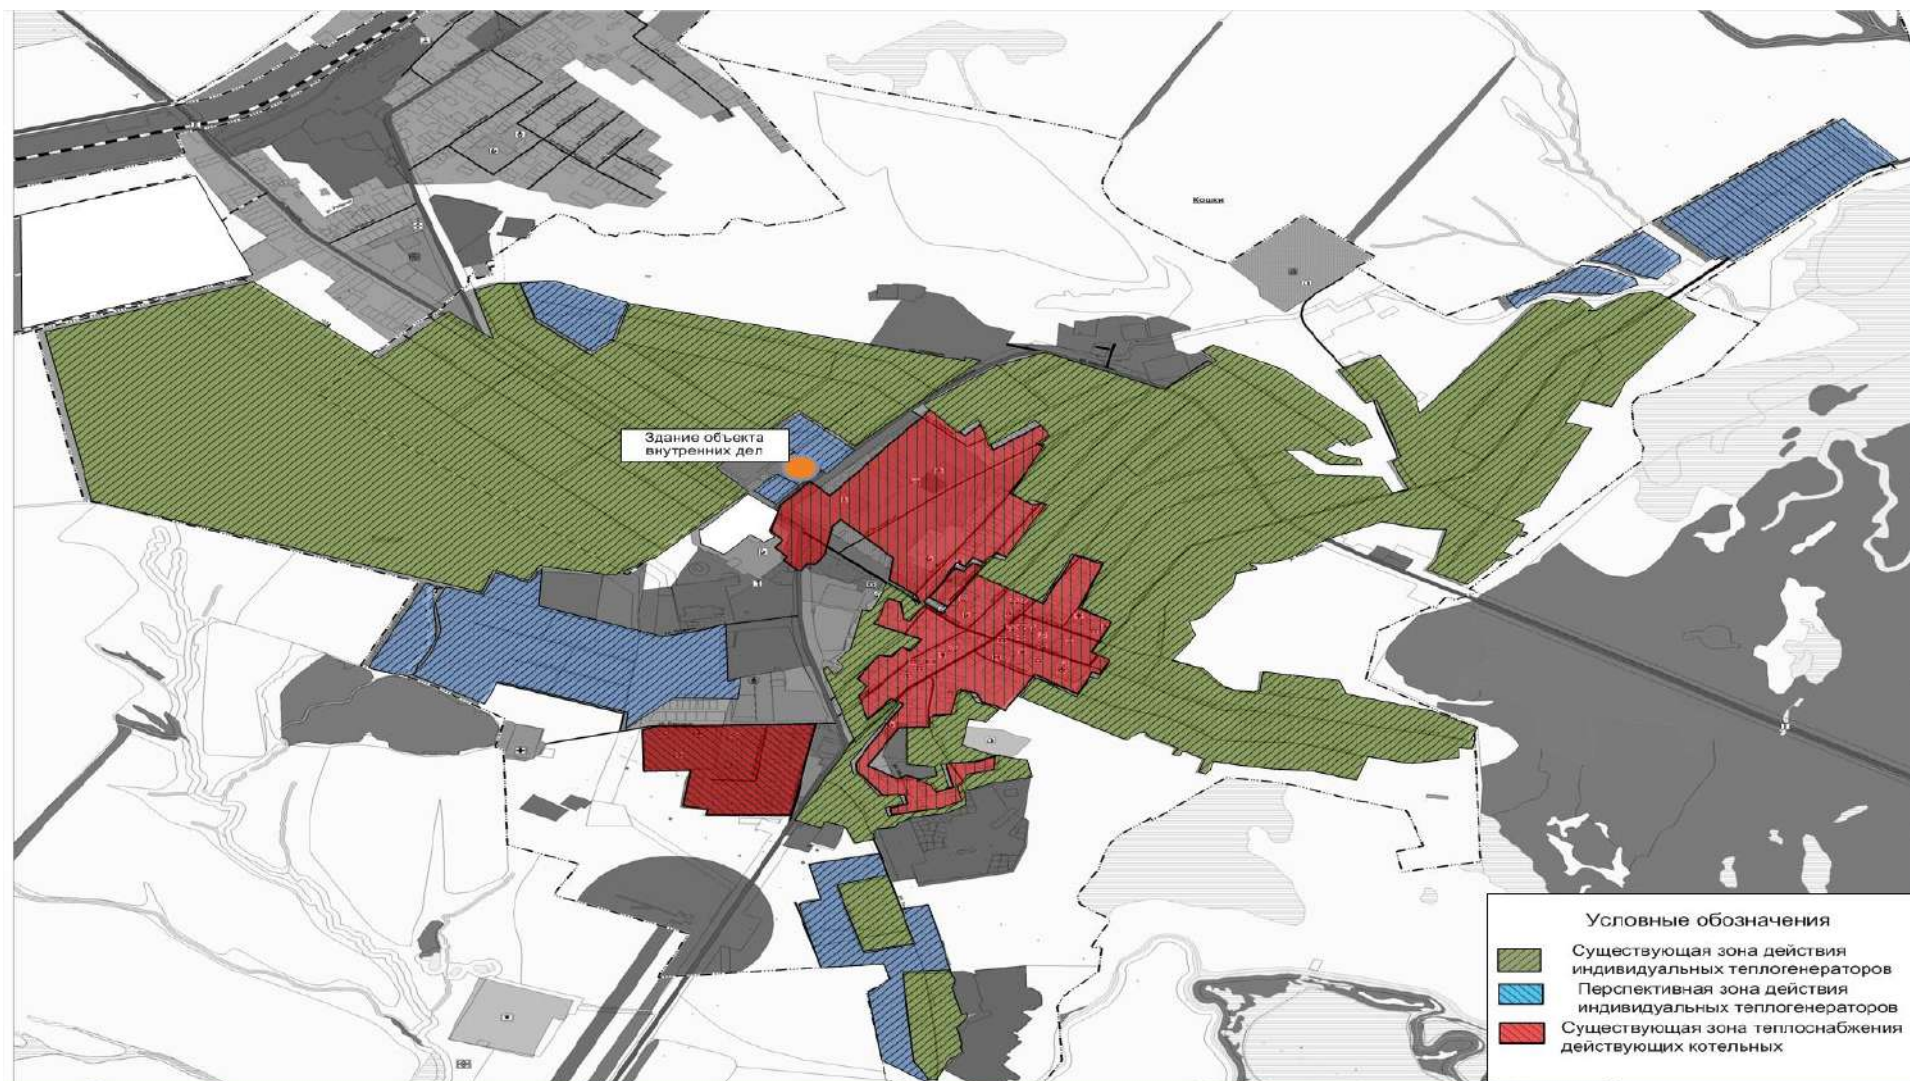 Кошки
Здание объекта
внутренних дел
Условные обозначения
Существующая зона действия
индивидуальных теплогенераторов
Перспективная зона действия
индивидуальных теплогенераторов
Существующая зона теплоснабжения
действующих котельных